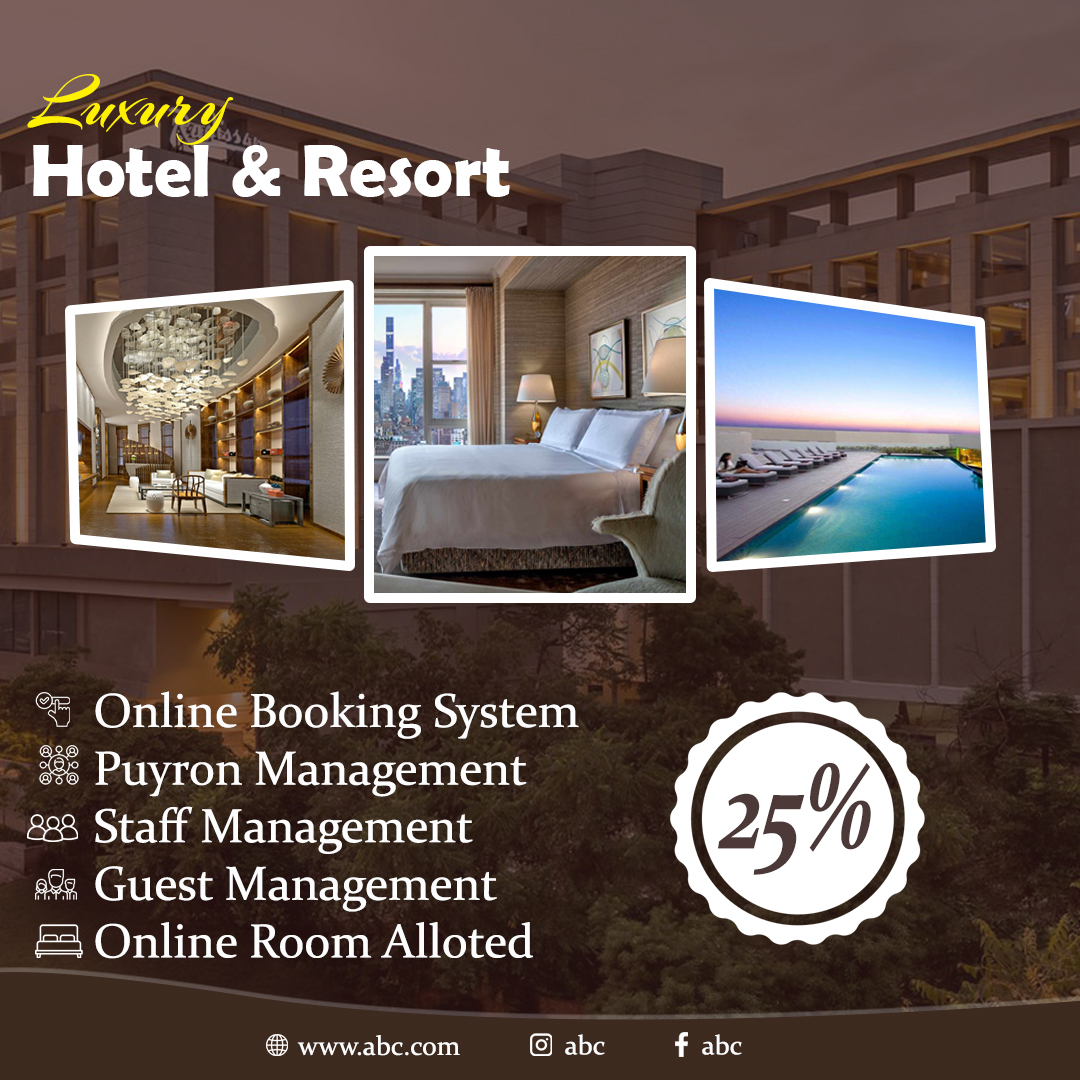 Luxury
Hotel & Resort
Online Booking System
Puyron Management
Staff Management
Guest Management
Online Room Alloted
25%
www.abc.com
abc
abc